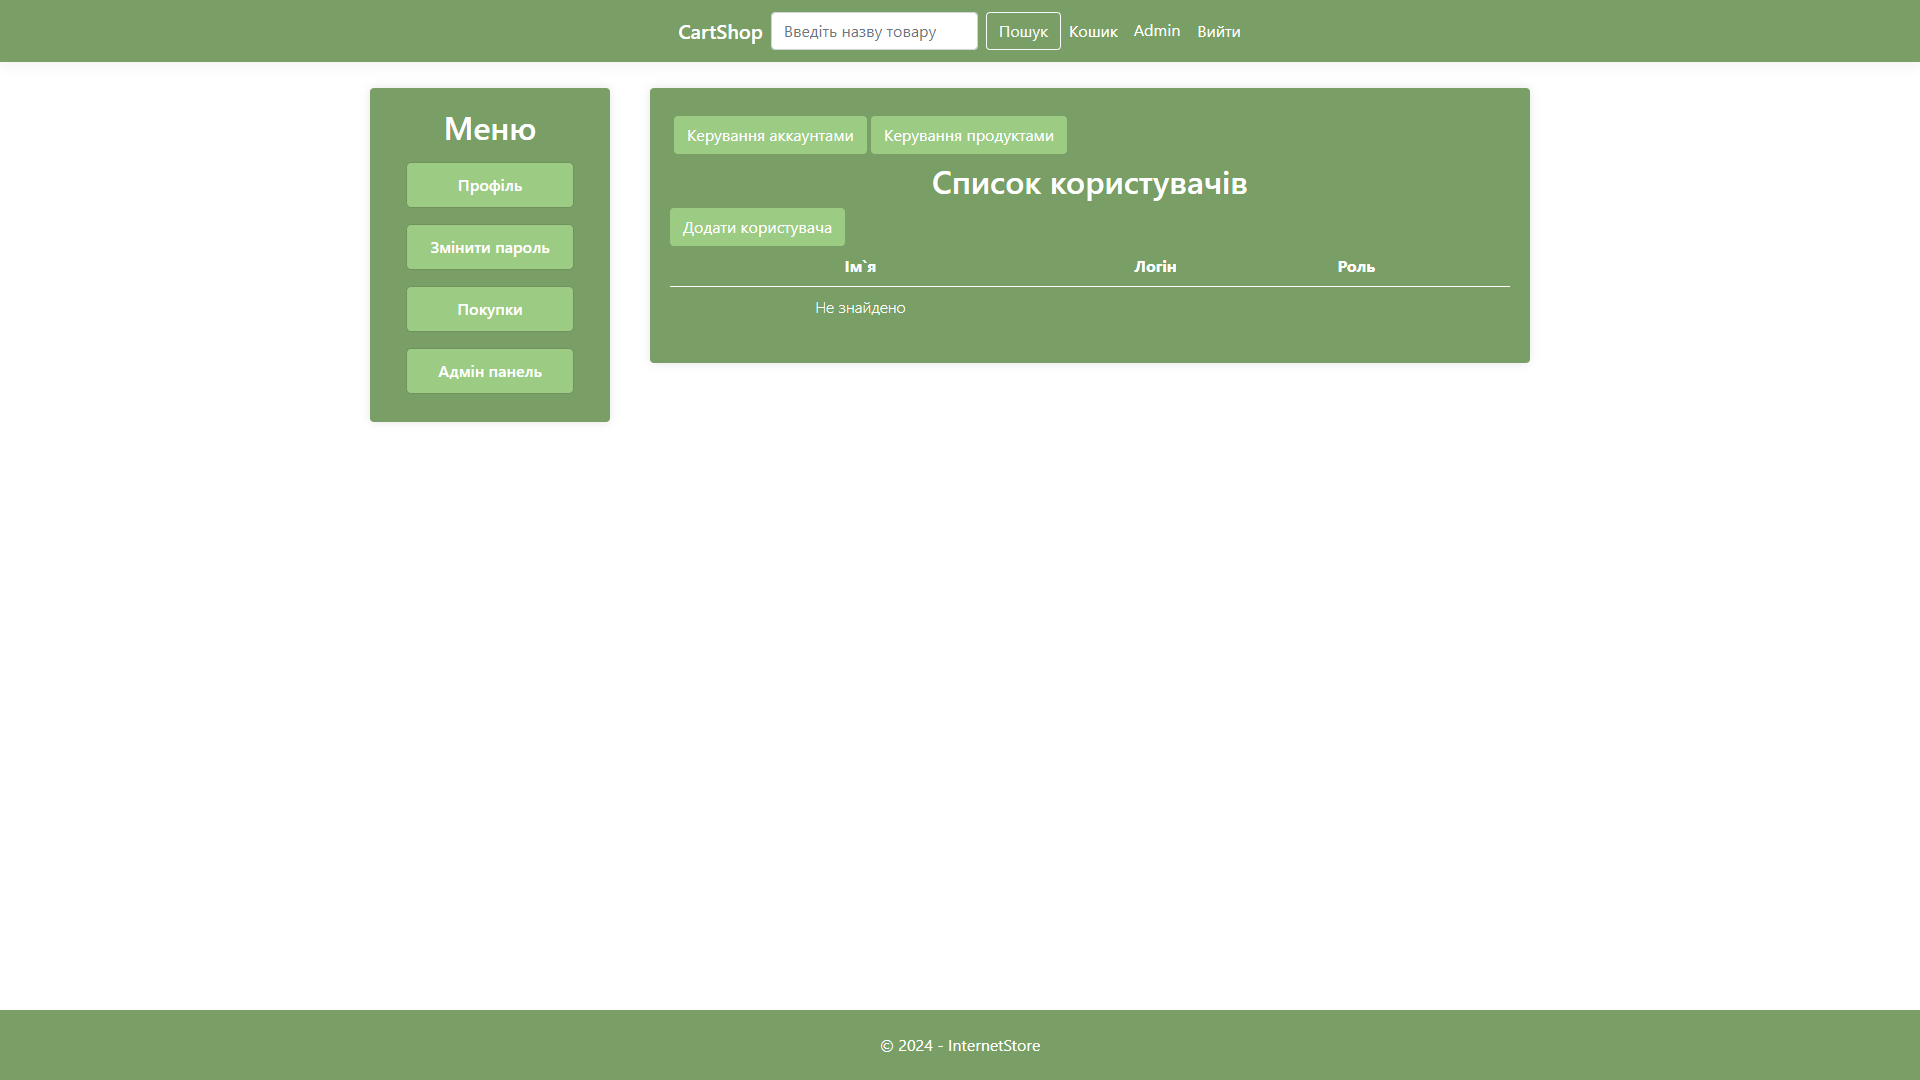 CartShop Введіть назву товару Пошук Кошик Admin Вийти
Меню
Профіль
Змінити пароль
Покупки
Адмін панель
Керування аккаунтами Керування продуктами
Список користувачів
Додати користувача
Ім`я Логін Роль
Не знайдено
© 2024 - InternetStore